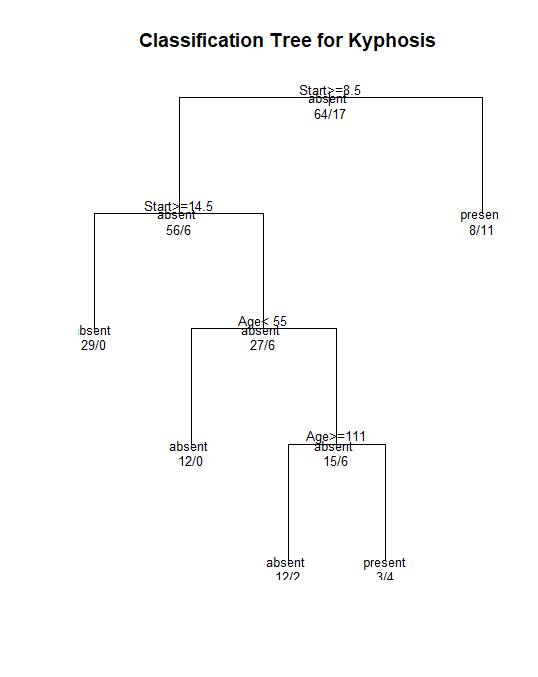 Classification Tree for Kyphosis
Start>=8.5
absent
64/17
Start>=14.5
absent
56/6
presen
8/11
Age< 55
absent
27/6
bsent
29/0
Age>=111
absent
15/6
absent
12/0
absent
12/2
present
3/4